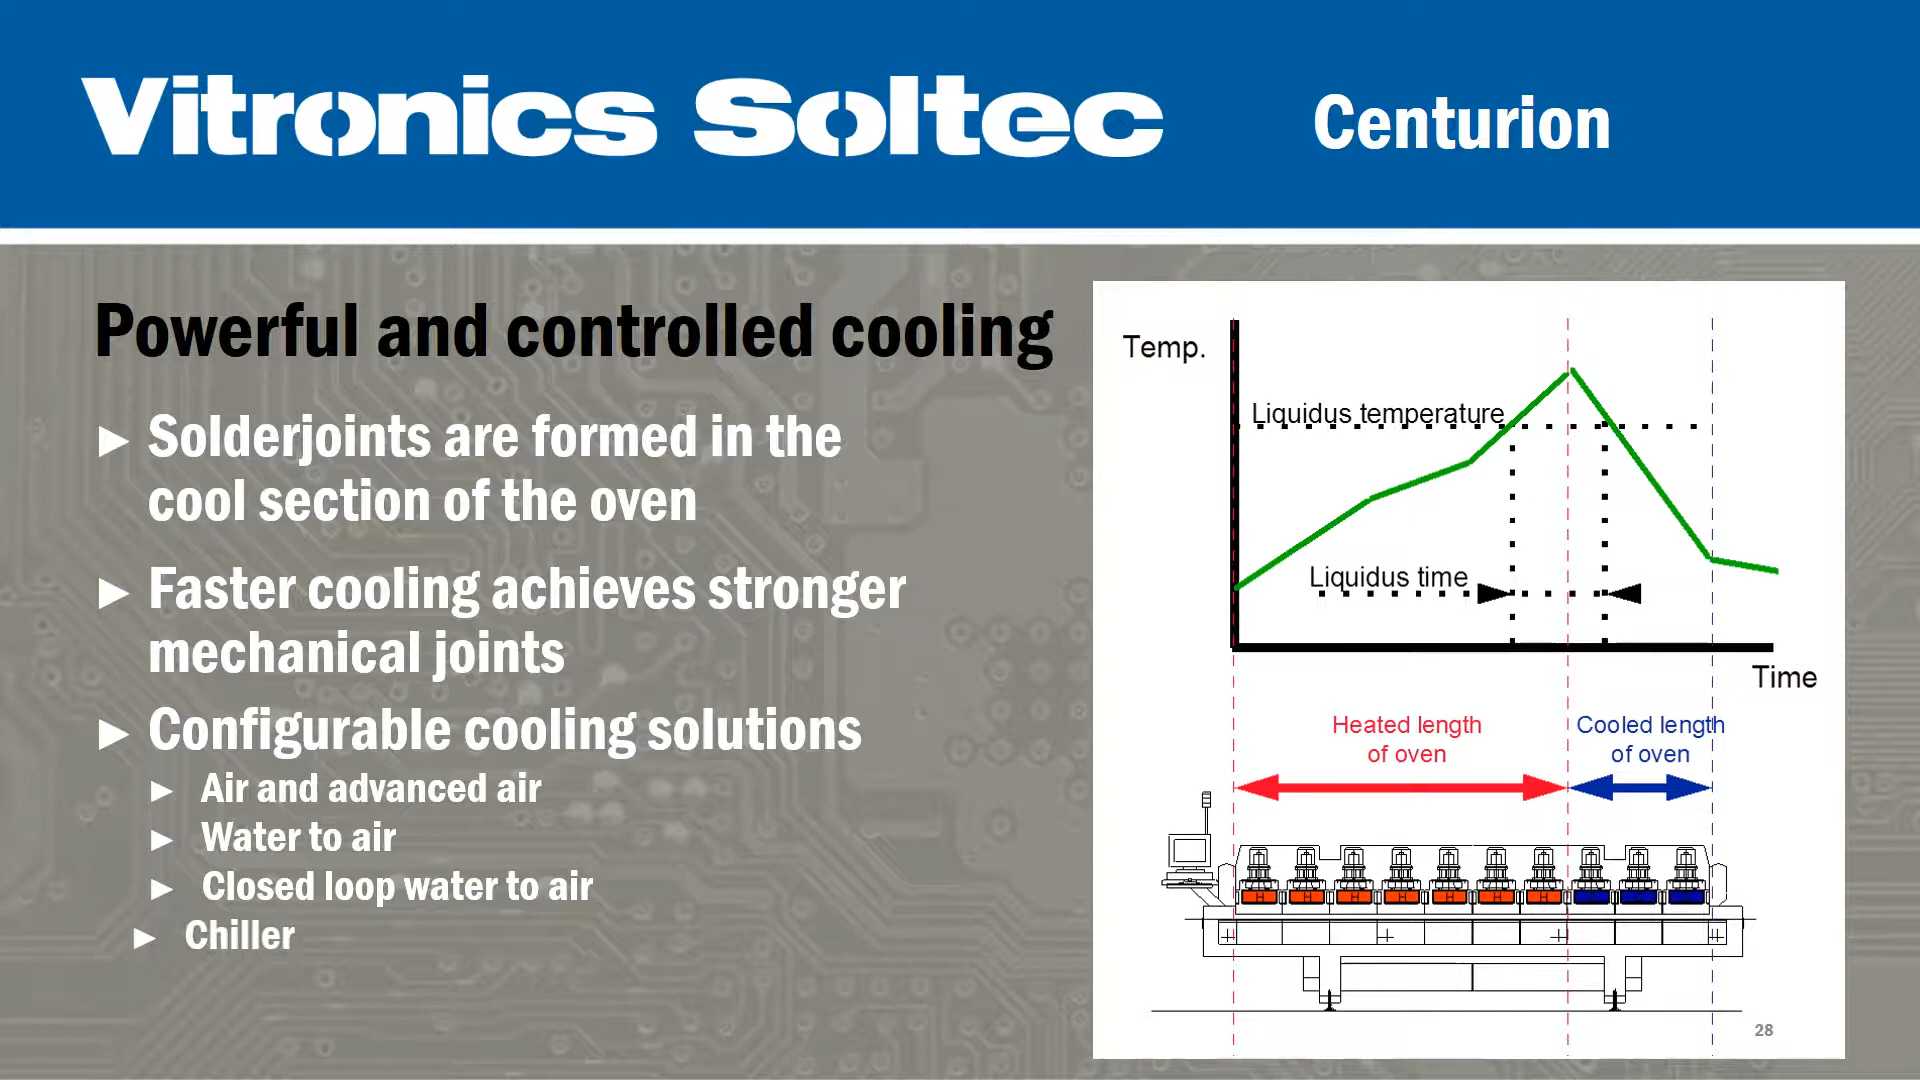 Vitronics Soltec
Centurion
Powerful and controlled cooling
► Solderjoints are formed in the
cool section of the oven
► Faster cooling achieves stronger
mechanical joints
► Configurable cooling solutions
► Air and advanced air
► Water to air
► Closed loop water to air
► Chiller
Temp.
Liquidus temperature
Liquidus time
Time
Heated length
of oven
Cooled length
of oven
H H H H H H H
28